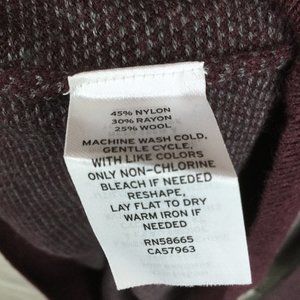 45% NYLON
30% RAYON
25% WOOL
MACHINE WASH COLD,
GENTLE CYCLE,
WITH LIKE COLORS
ONLY NON-CHLORINE
BLEACH IF NEEDED
RESHAPE,
LAY FLAT TO DRY
WARM IRON IF
NEEDED
RN58665
CA57963